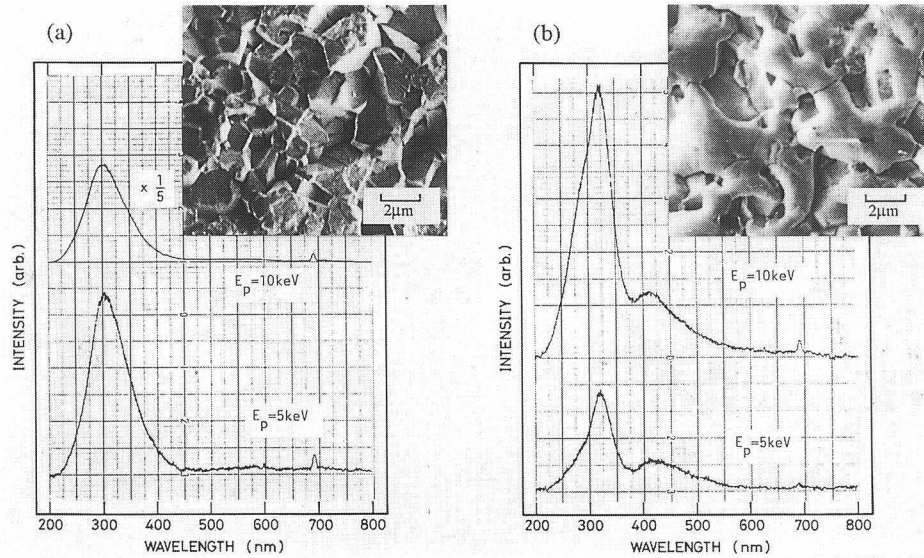 (a)
2μm
× 1/5
E_p=10keV
E_p=5keV
INTENSITY (arb.)
200 300 400 500 600 700 800
WAVELENGTH (nm)
(b)
2μm
E_p=10keV
E_p=5keV
INTENSITY (arb.)
200 300 400 500 600 700 800
WAVELENGTH (nm)